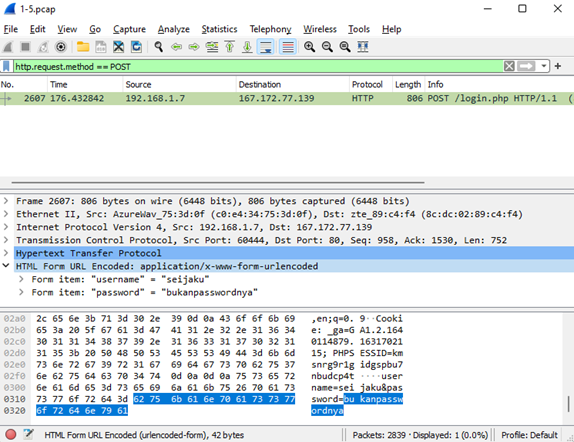 1-5.pcap
File Edit View Go Capture Analyze Statistics Telephony Wireless Tools Help
http.request.method == POST
No. Time Source Destination Protocol Length Info
2607 176.432842 192.168.1.7 167.172.77.139 HTTP 806 POST /login.php HTTP/1.1 (
Frame 2607: 806 bytes on wire (6448 bits), 806 bytes captured (6448 bits)
Ethernet II, Src: AzureWav_75:3d:0f (c0:e4:34:75:3d:0f), Dst: zte_89:c4:f4 (8c:dc:02:89:c4:f4)
Internet Protocol Version 4, Src: 192.168.1.7, Dst: 167.172.77.139
Transmission Control Protocol, Src Port: 60444, Dst Port: 80, Seq: 958, Ack: 1530, Len: 752
Hypertext Transfer Protocol
HTML Form URL Encoded: application/x-www-form-urlencoded
Form item: "username" = "seijaku"
Form item: "password" = "bukanpasswordnya"
02a0 2c 65 6e 3b 71 3d 30 2e 39 0d 0a 43 6f 6f 6b 69 ,en;q=0. 9··Cooki
02b0 65 3a 20 5f 67 61 3d 47 41 31 2e 32 2e 31 36 34 e: _ga=G A1.2.164
02c0 30 31 31 34 38 37 39 2e 31 36 33 31 37 30 32 31 0114879. 16317021
02d0 31 35 3b 20 50 48 50 53 45 53 53 49 44 3d 6b 6d 15; PHPS ESSID=km
02e0 73 6e 72 67 39 72 31 67 69 64 67 73 70 62 75 37 snrg9r1g idgspbu7
02f0 6e 62 75 64 63 70 34 74 0d 0a 0d 0a 75 73 65 72 nbudcp4t ····user
0300 6e 61 6d 65 3d 73 65 69 6a 61 6b 75 26 70 61 73 name=sei jaku&pas
0310 73 77 6f 72 64 3d 62 75 6b 61 6e 70 61 73 73 77 sword=bu kanpassw
0320 6f 72 64 6e 79 61 ordnya
HTML Form URL Encoded (urlencoded-form), 42 bytes Packets: 2839 · Displayed: 1 (0.0%) Profile: Default